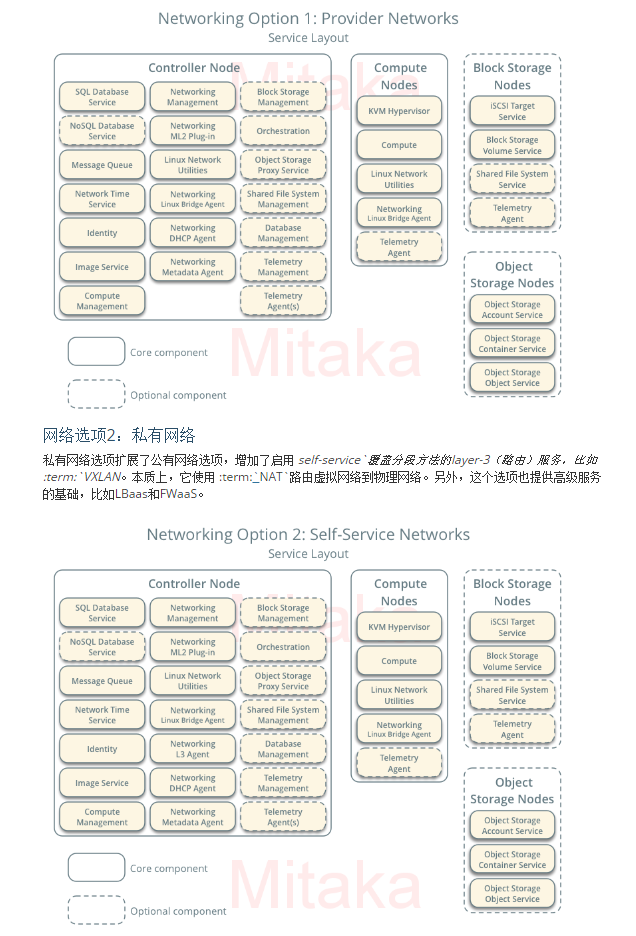 Networking Option 1: Provider Networks
Service Layout
Mitaka
Controller Node
SQL Database
Service
Networking
Management
Block Storage
Management
NoSQL Database
Service
Networking
ML2 Plug-in
Orchestration
Message Queue
Linux Network
Utilities
Object Storage
Proxy Service
Network Time
Service
Networking
Linux Bridge Agent
Shared File System
Management
Identity
Networking
DHCP Agent
Database
Management
Image Service
Networking
Metadata Agent
Telemetry
Management
Compute
Management
Telemetry
Agent(s)
Compute
Nodes
KVM Hypervisor
Compute
Linux Network
Utilities
Networking
Linux Bridge Agent
Telemetry
Agent
Block Storage
Nodes
iSCSI Target
Service
Block Storage
Volume Service
Shared File System
Service
Telemetry
Agent
Object
Storage Nodes
Object Storage
Account Service
Object Storage
Container Service
Object Storage
Object Service
Core component
Optional component
Mitaka
网络选项2：私有网络
私有网络选项扩展了公有网络选项，增加了启用 self-service`覆盖分段方法的layer-3（路由）服务，比如
:term:`VXLAN。本质上，它使用 :term:_NAT`路由虚拟网络到物理网络。另外，这个选项也提供高级服务
的基础，比如LBaas和FWaaS。
Networking Option 2: Self-Service Networks
Service Layout
Mitaka
Controller Node
SQL Database
Service
Networking
Management
Block Storage
Management
NoSQL Database
Service
Networking
ML2 Plug-in
Orchestration
Message Queue
Linux Network
Utilities
Object Storage
Proxy Service
Network Time
Service
Networking
Linux Bridge Agent
Shared File System
Management
Identity
Networking
L3 Agent
Database
Management
Image Service
Networking
DHCP Agent
Telemetry
Management
Compute
Management
Networking
Metadata Agent
Telemetry
Agent(s)
Compute
Nodes
KVM Hypervisor
Compute
Linux Network
Utilities
Networking
Linux Bridge Agent
Telemetry
Agent
Block Storage
Nodes
iSCSI Target
Service
Block Storage
Volume Service
Shared File System
Service
Telemetry
Agent
Object
Storage Nodes
Object Storage
Account Service
Object Storage
Container Service
Object Storage
Object Service
Core component
Optional component
Mitaka